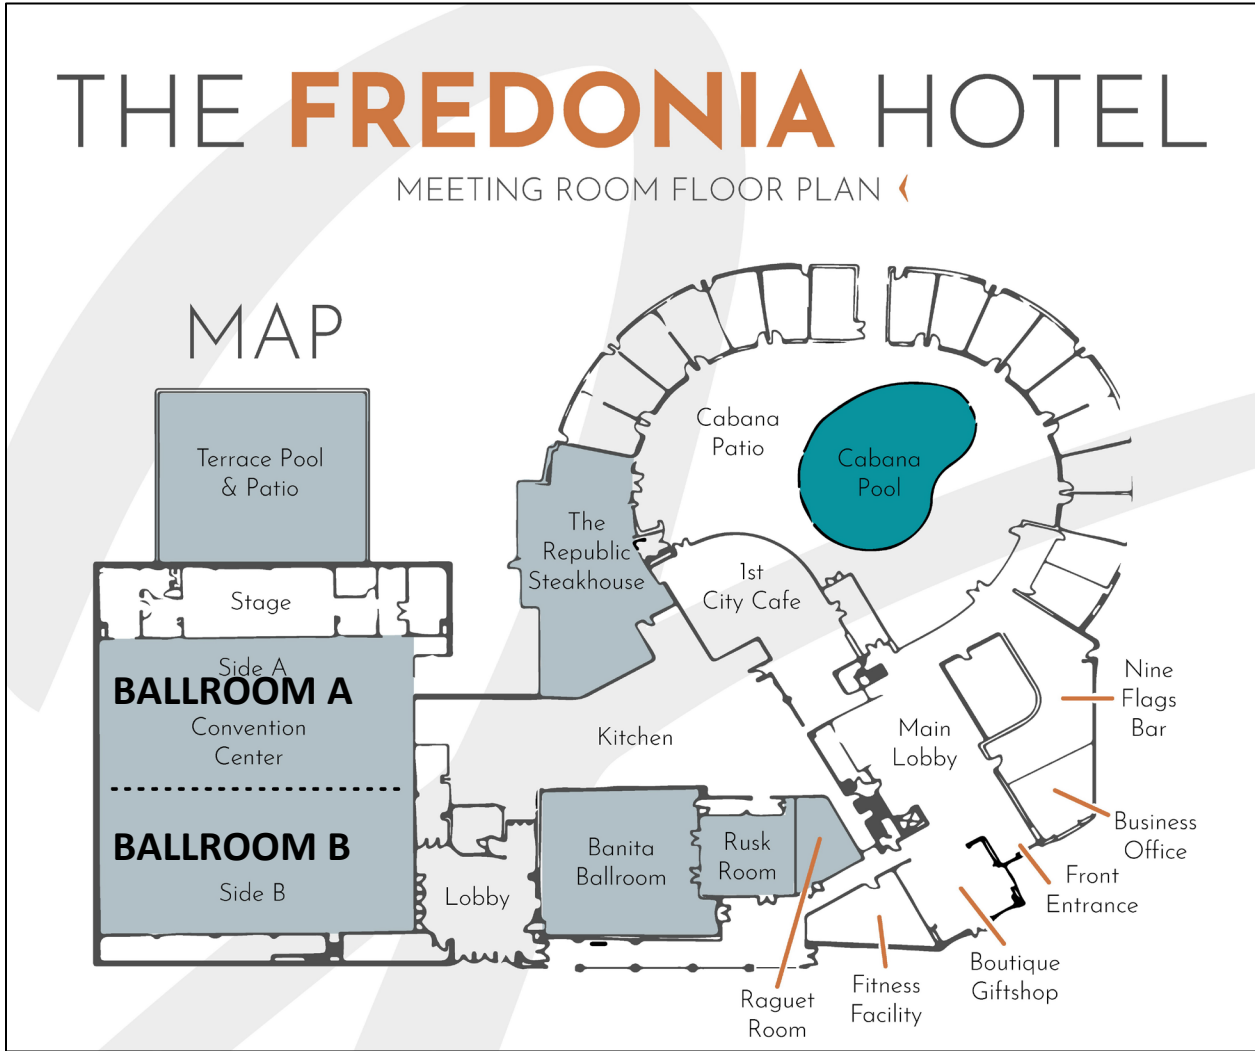 THE FREDONIA HOTEL
MEETING ROOM FLOOR PLAN
MAP
Terrace Pool
& Patio
Stage
Side A
BALLROOM A
Convention
Center
BALLROOM B
Side B
Lobby
The
Republic
Steakhouse
Cabana
Patio
Cabana
Pool
1st
City Cafe
Kitchen
Main
Lobby
Banita
Ballroom
Rusk
Room
Nine
Flags
Bar
Business
Office
Front
Entrance
Boutique
Giftshop
Fitness
Facility
Raguet
Room